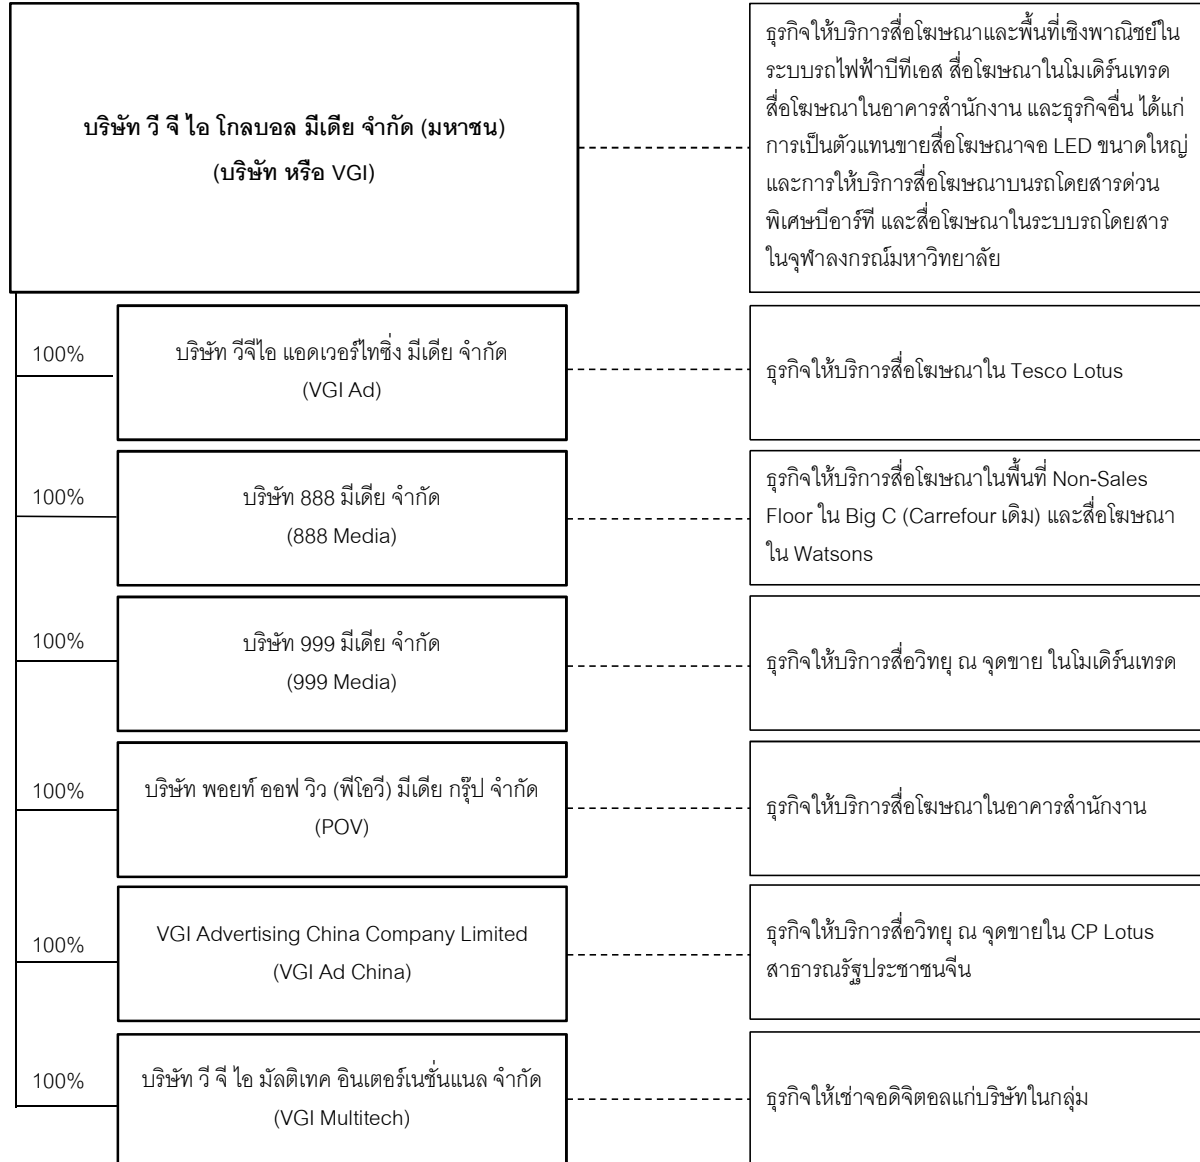 บริษัท วี จี ไอ โกลบอล มีเดีย จำกัด (มหาชน)
(บริษัท หรือ VGI)
ธุรกิจให้บริการสื่อโฆษณาและพื้นที่เชิงพาณิชย์ใน
ระบบรถไฟฟ้าบีทีเอส สื่อโฆษณาในโมเดิร์นเทรด
สื่อโฆษณาในอาคารสำนักงาน และธุรกิจอื่น ได้แก่
การเป็นตัวแทนขายสื่อโฆษณาจอ LED ขนาดใหญ่
และการให้บริการสื่อโฆษณาบนรถโดยสารด่วน
พิเศษบีอาร์ที และสื่อโฆษณาในระบบรถโดยสาร
ในจุฬาลงกรณ์มหาวิทยาลัย
100%
บริษัท วีจีไอ แอดเวอร์ไทซิ่ง มีเดีย จำกัด
(VGI Ad)
ธุรกิจให้บริการสื่อโฆษณาใน Tesco Lotus
100%
บริษัท 888 มีเดีย จำกัด
(888 Media)
ธุรกิจให้บริการสื่อโฆษณาในพื้นที่ Non-Sales
Floor ใน Big C (Carrefour เดิม) และสื่อโฆษณา
ใน Watsons
100%
บริษัท 999 มีเดีย จำกัด
(999 Media)
ธุรกิจให้บริการสื่อวิทยุ ณ จุดขาย ในโมเดิร์นเทรด
100%
บริษัท พอยท์ ออฟ วิว (พีโอวี) มีเดีย กรุ๊ป จำกัด
(POV)
ธุรกิจให้บริการสื่อโฆษณาในอาคารสำนักงาน
100%
VGI Advertising China Company Limited
(VGI Ad China)
ธุรกิจให้บริการสื่อวิทยุ ณ จุดขายใน CP Lotus
สาธารณรัฐประชาชนจีน
100%
บริษัท วี จี ไอ มัลติเทค อินเตอร์เนชั่นแนล จำกัด
(VGI Multitech)
ธุรกิจให้เช่าจอดิจิตอลแก่บริษัทในกลุ่ม